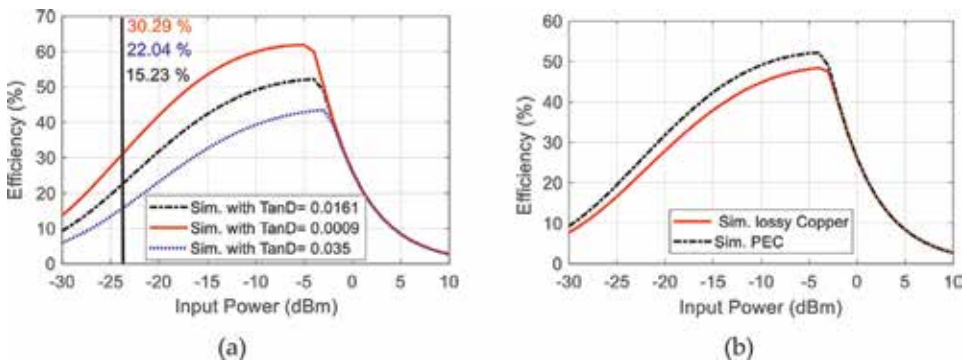 30.29 %
22.04 %
15.23 %
Efficiency (%)
70
60
50
40
30
20
10
0
Sim. with TanD= 0.0161
Sim. with TanD= 0.0009
Sim. with TanD= 0.035
-30 -25 -20 -15 -10 -5 0 5 10
Input Power (dBm)
(a)
Efficiency (%)
60
50
40
30
20
10
0
Sim. lossy Copper
Sim. PEC
-30 -25 -20 -15 -10 -5 0 5 10
Input Power (dBm)
(b)